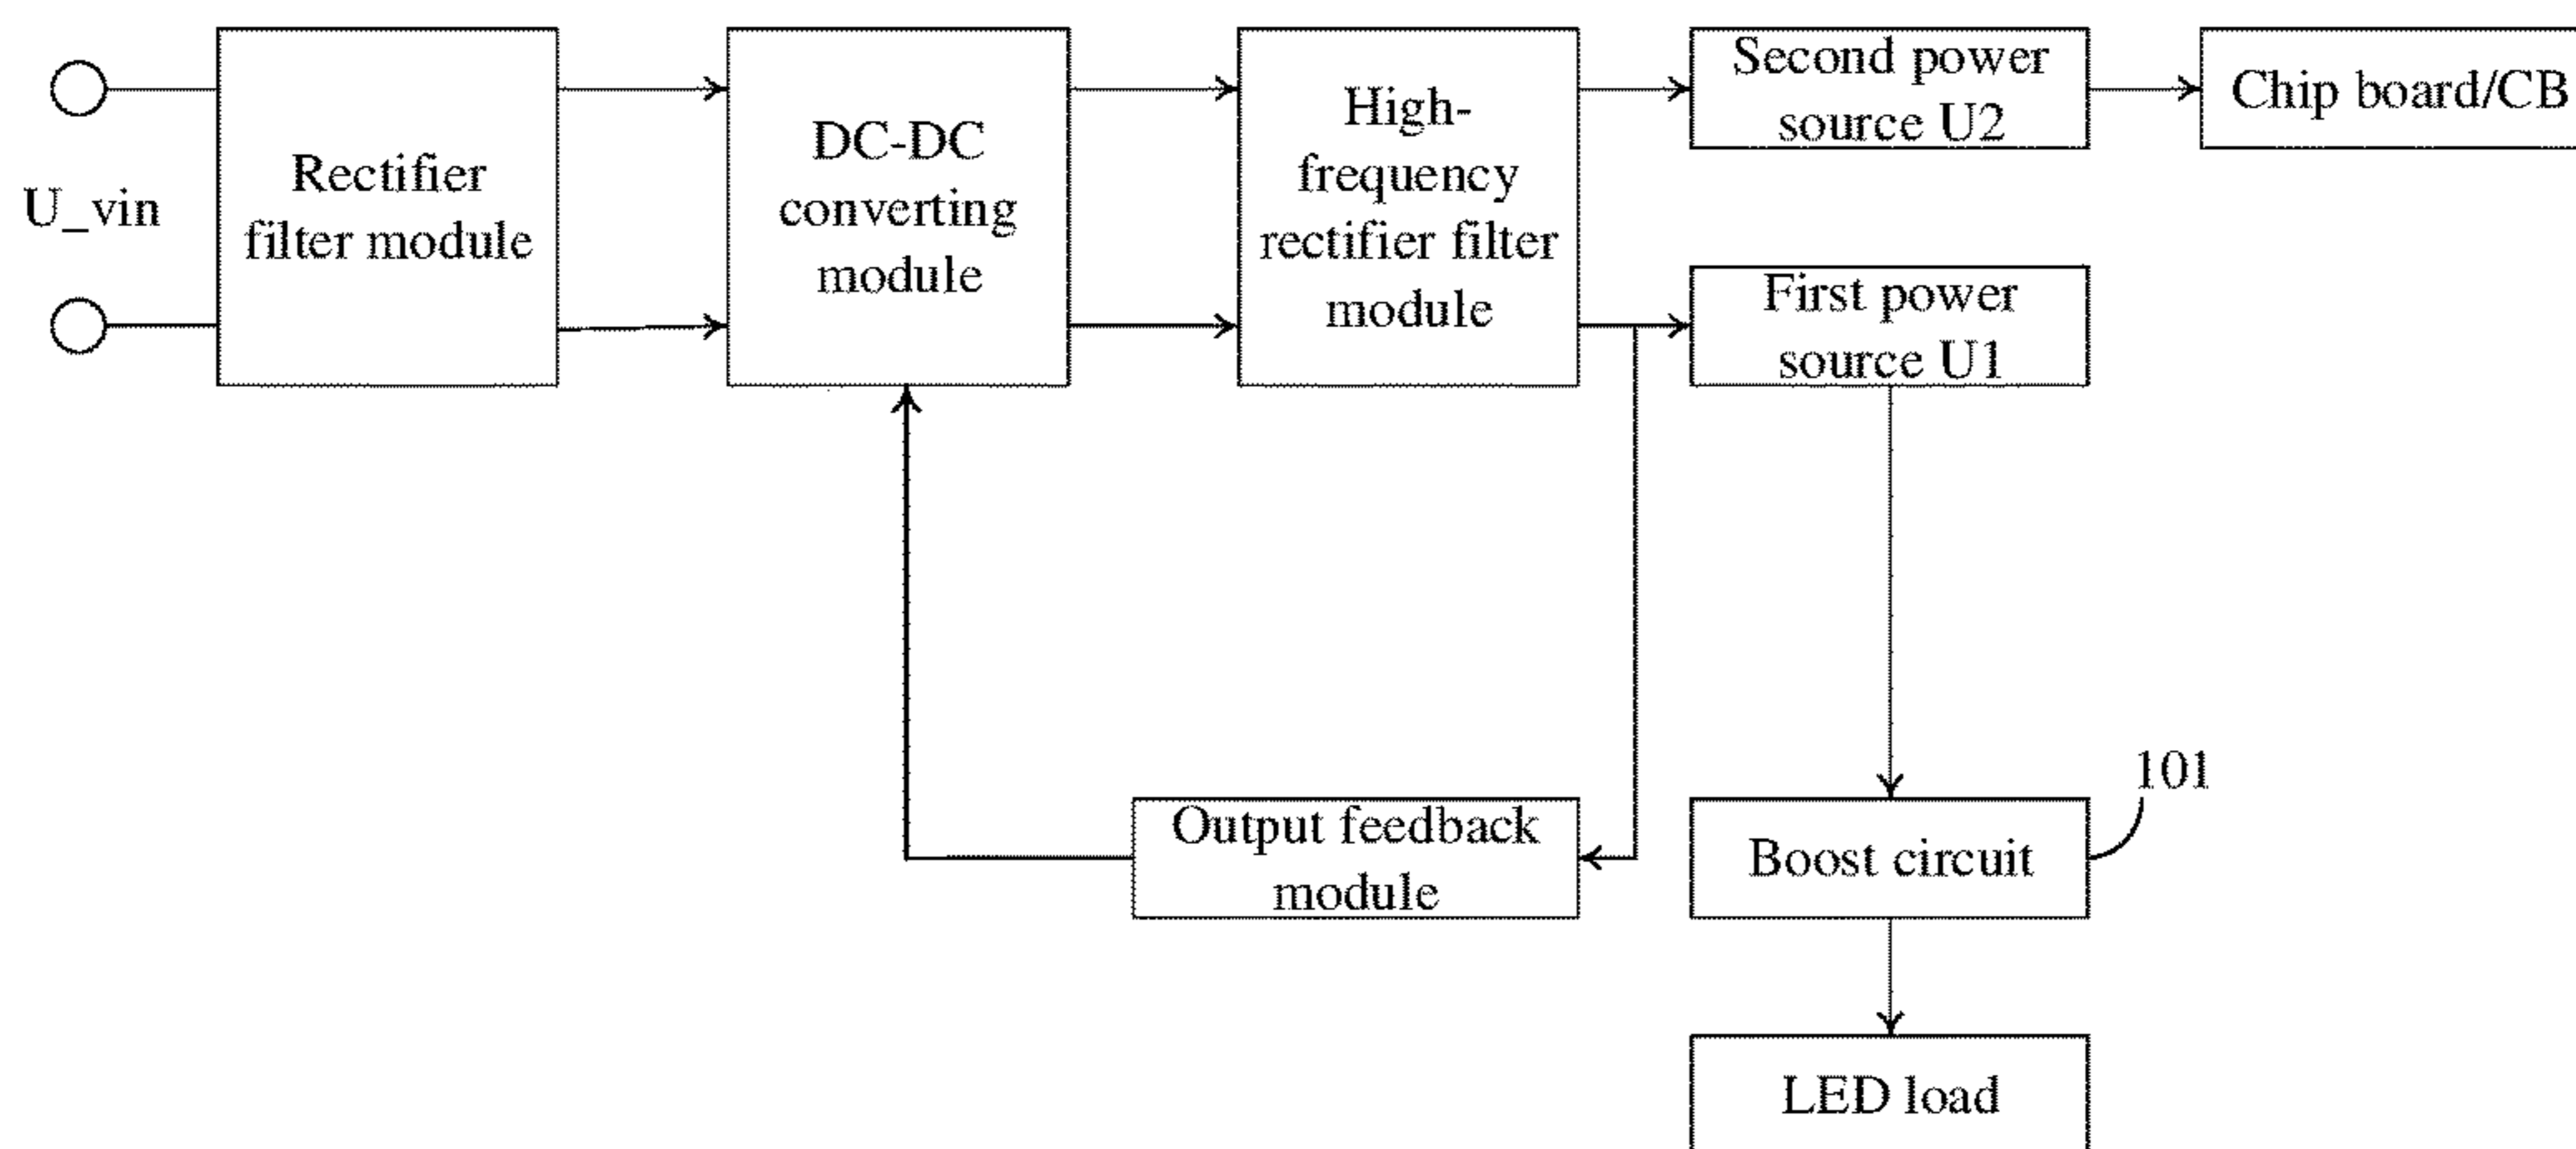 U_vin
Rectifier
filter module
DC-DC
converting
module
High-
frequency
rectifier filter
module
Second power
source U2
Chip board/CB
First power
source U1
Output feedback
module
Boost circuit
101
LED load